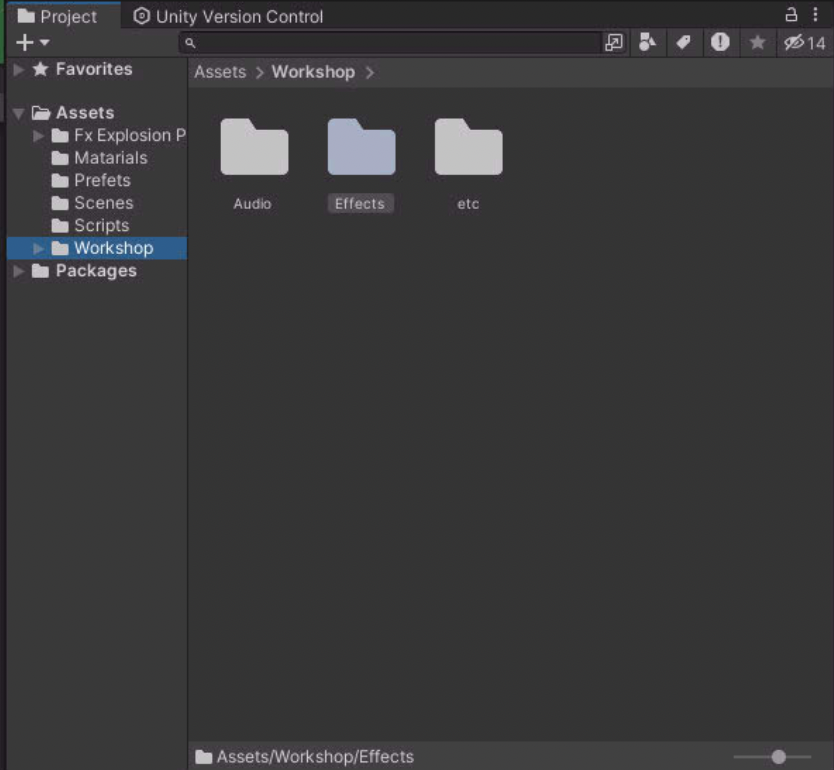 Project Unity Version Control
14
Favorites
Assets > Workshop >
Assets
Fx Explosion P
Matarials
Prefets
Scenes
Scripts
Workshop
Packages
Audio Effects etc
Assets/Workshop/Effects